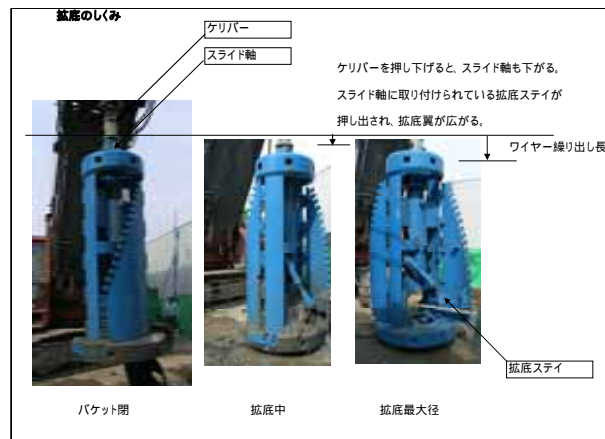 拡底のしくみ
ケリバー
スライド軸
ケリバーを押し下げると、スライド軸も下がる。
スライド軸に取り付けられている拡底ステイが
押し出され、拡底翼が広がる。
ワイヤー繰り出し長
拡底ステイ
バケット閉
拡底中
拡底最大径